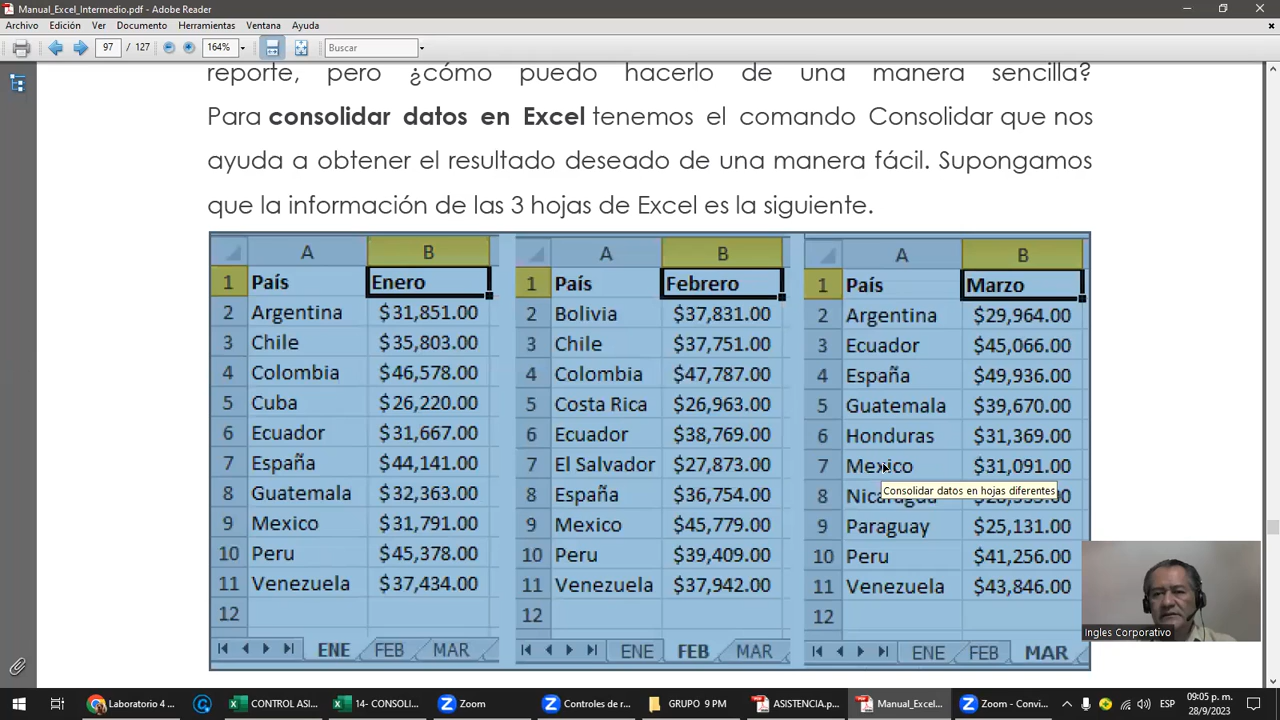 Manual_Excel_Intermedio.pdf - Adobe Reader
Archivo Edición Ver Documento Herramientas Ventana Ayuda
97 / 127 164% Buscar
reporte, pero ¿cómo puedo hacerlo de una manera sencilla?
Para consolidar datos en Excel tenemos el comando Consolidar que nos
ayuda a obtener el resultado deseado de una manera fácil. Supongamos
que la información de las 3 hojas de Excel es la siguiente.
A B A B A B
1 País Enero 1 País Febrero 1 País Marzo
2 Argentina $31,851.00 2 Bolivia $37,831.00 2 Argentina $29,964.00
3 Chile $35,803.00 3 Chile $37,751.00 3 Ecuador $45,066.00
4 Colombia $46,578.00 4 Colombia $47,787.00 4 España $49,936.00
5 Cuba $26,220.00 5 Costa Rica $26,963.00 5 Guatemala $39,670.00
6 Ecuador $31,667.00 6 Ecuador $38,769.00 6 Honduras $31,369.00
7 España $44,141.00 7 El Salvador $27,873.00 7 Mexico $31,091.00
Consolidar datos en hojas diferentes
8 Guatemala $32,363.00 8 España $36,754.00 8
9 Mexico $31,791.00 9 Mexico $45,779.00 9 Paraguay $25,131.00
10 Peru $45,378.00 10 Peru $39,409.00 10 Peru $41,256.00
11 Venezuela $37,434.00 11 Venezuela $37,942.00 11 Venezuela $43,846.00
12 12 12
ENE FEB MAR ENE FEB MAR ENE FEB MAR
Ingles Corporativo
Laboratorio 4 ... CONTROL ASI... 14- CONSOLI... Zoom Controles de r... GRUPO 9 PM ASISTENCIA.p... Manual_Excel... Zoom - Convi... ESP
09:05 p. m.
28/9/2023